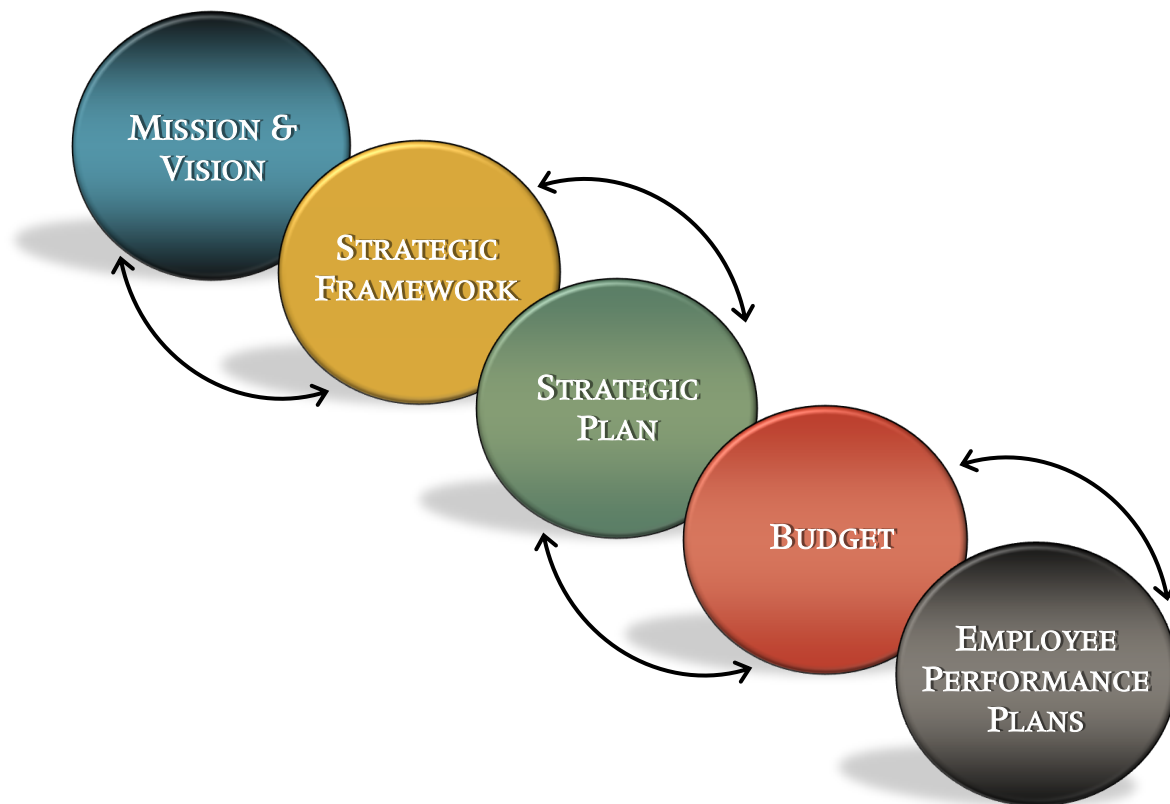 Mission &
Vision
Strategic
Framework
Strategic
Plan
Budget
Employee
Performance
Plans